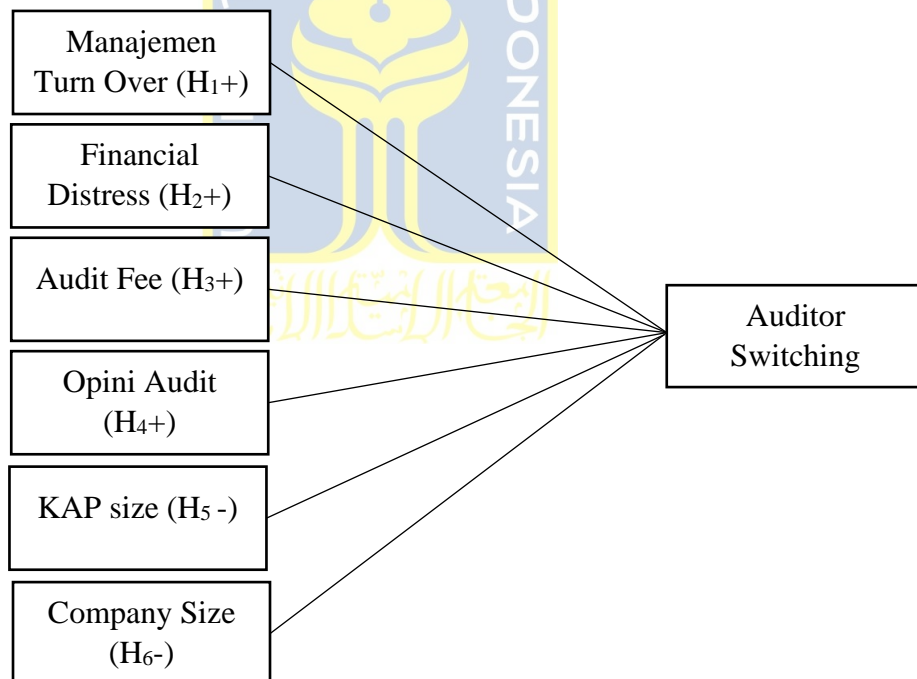 Manajemen
Turn Over (H₁+)
Financial
Distress (H₂+)
Audit Fee (H₃+)
Opini Audit
(H₄+)
KAP size (H₅ -)
Company Size
(H₆-)
Auditor
Switching
DONESIA